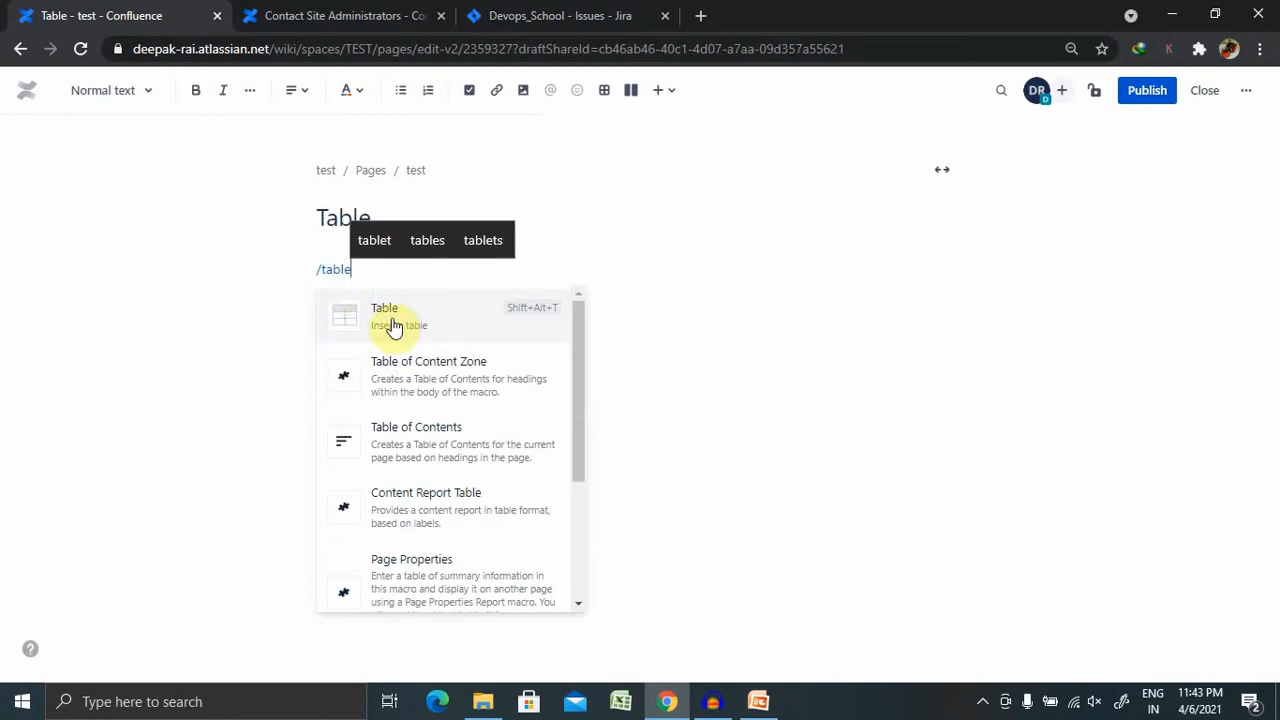 Table - test - Confluence
Contact Site Administrators - Co
Devops_School - Issues - Jira
deepak-rai.atlassian.net/wiki/spaces/TEST/pages/edit-v2/2359327?draftShareId=cb46ab46-40c1-4d07-a7aa-09d357a55621
Normal text
B I A @ DR D Publish Close
test / Pages / test
Table
tablet tables tablets
/table
Table Shift+Alt+T
Insert table
Table of Content Zone
Creates a Table of Contents for headings
within the body of the macro.
Table of Contents
Creates a Table of Contents for the current
page based on headings in the page.
Content Report Table
Provides a content report in table format,
based on labels.
Page Properties
Enter a table of summary information in
this macro and display it on another page
using a Page Properties Report macro. You
Type here to search
ENG
IN
11:43 PM
4/6/2021
2